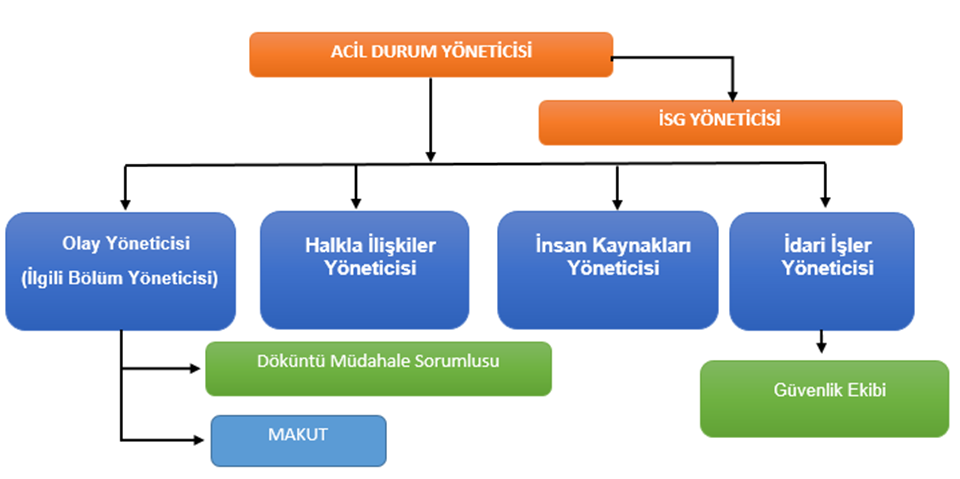 ACİL DURUM YÖNETİCİSİ
İSG YÖNETİCİSİ
Olay Yöneticisi
(İlgili Bölüm Yöneticisi)
Halkla İlişkiler
Yöneticisi
İnsan Kaynakları
Yöneticisi
İdari İşler
Yöneticisi
Döküntü Müdahale Sorumlusu
MAKUT
Güvenlik Ekibi